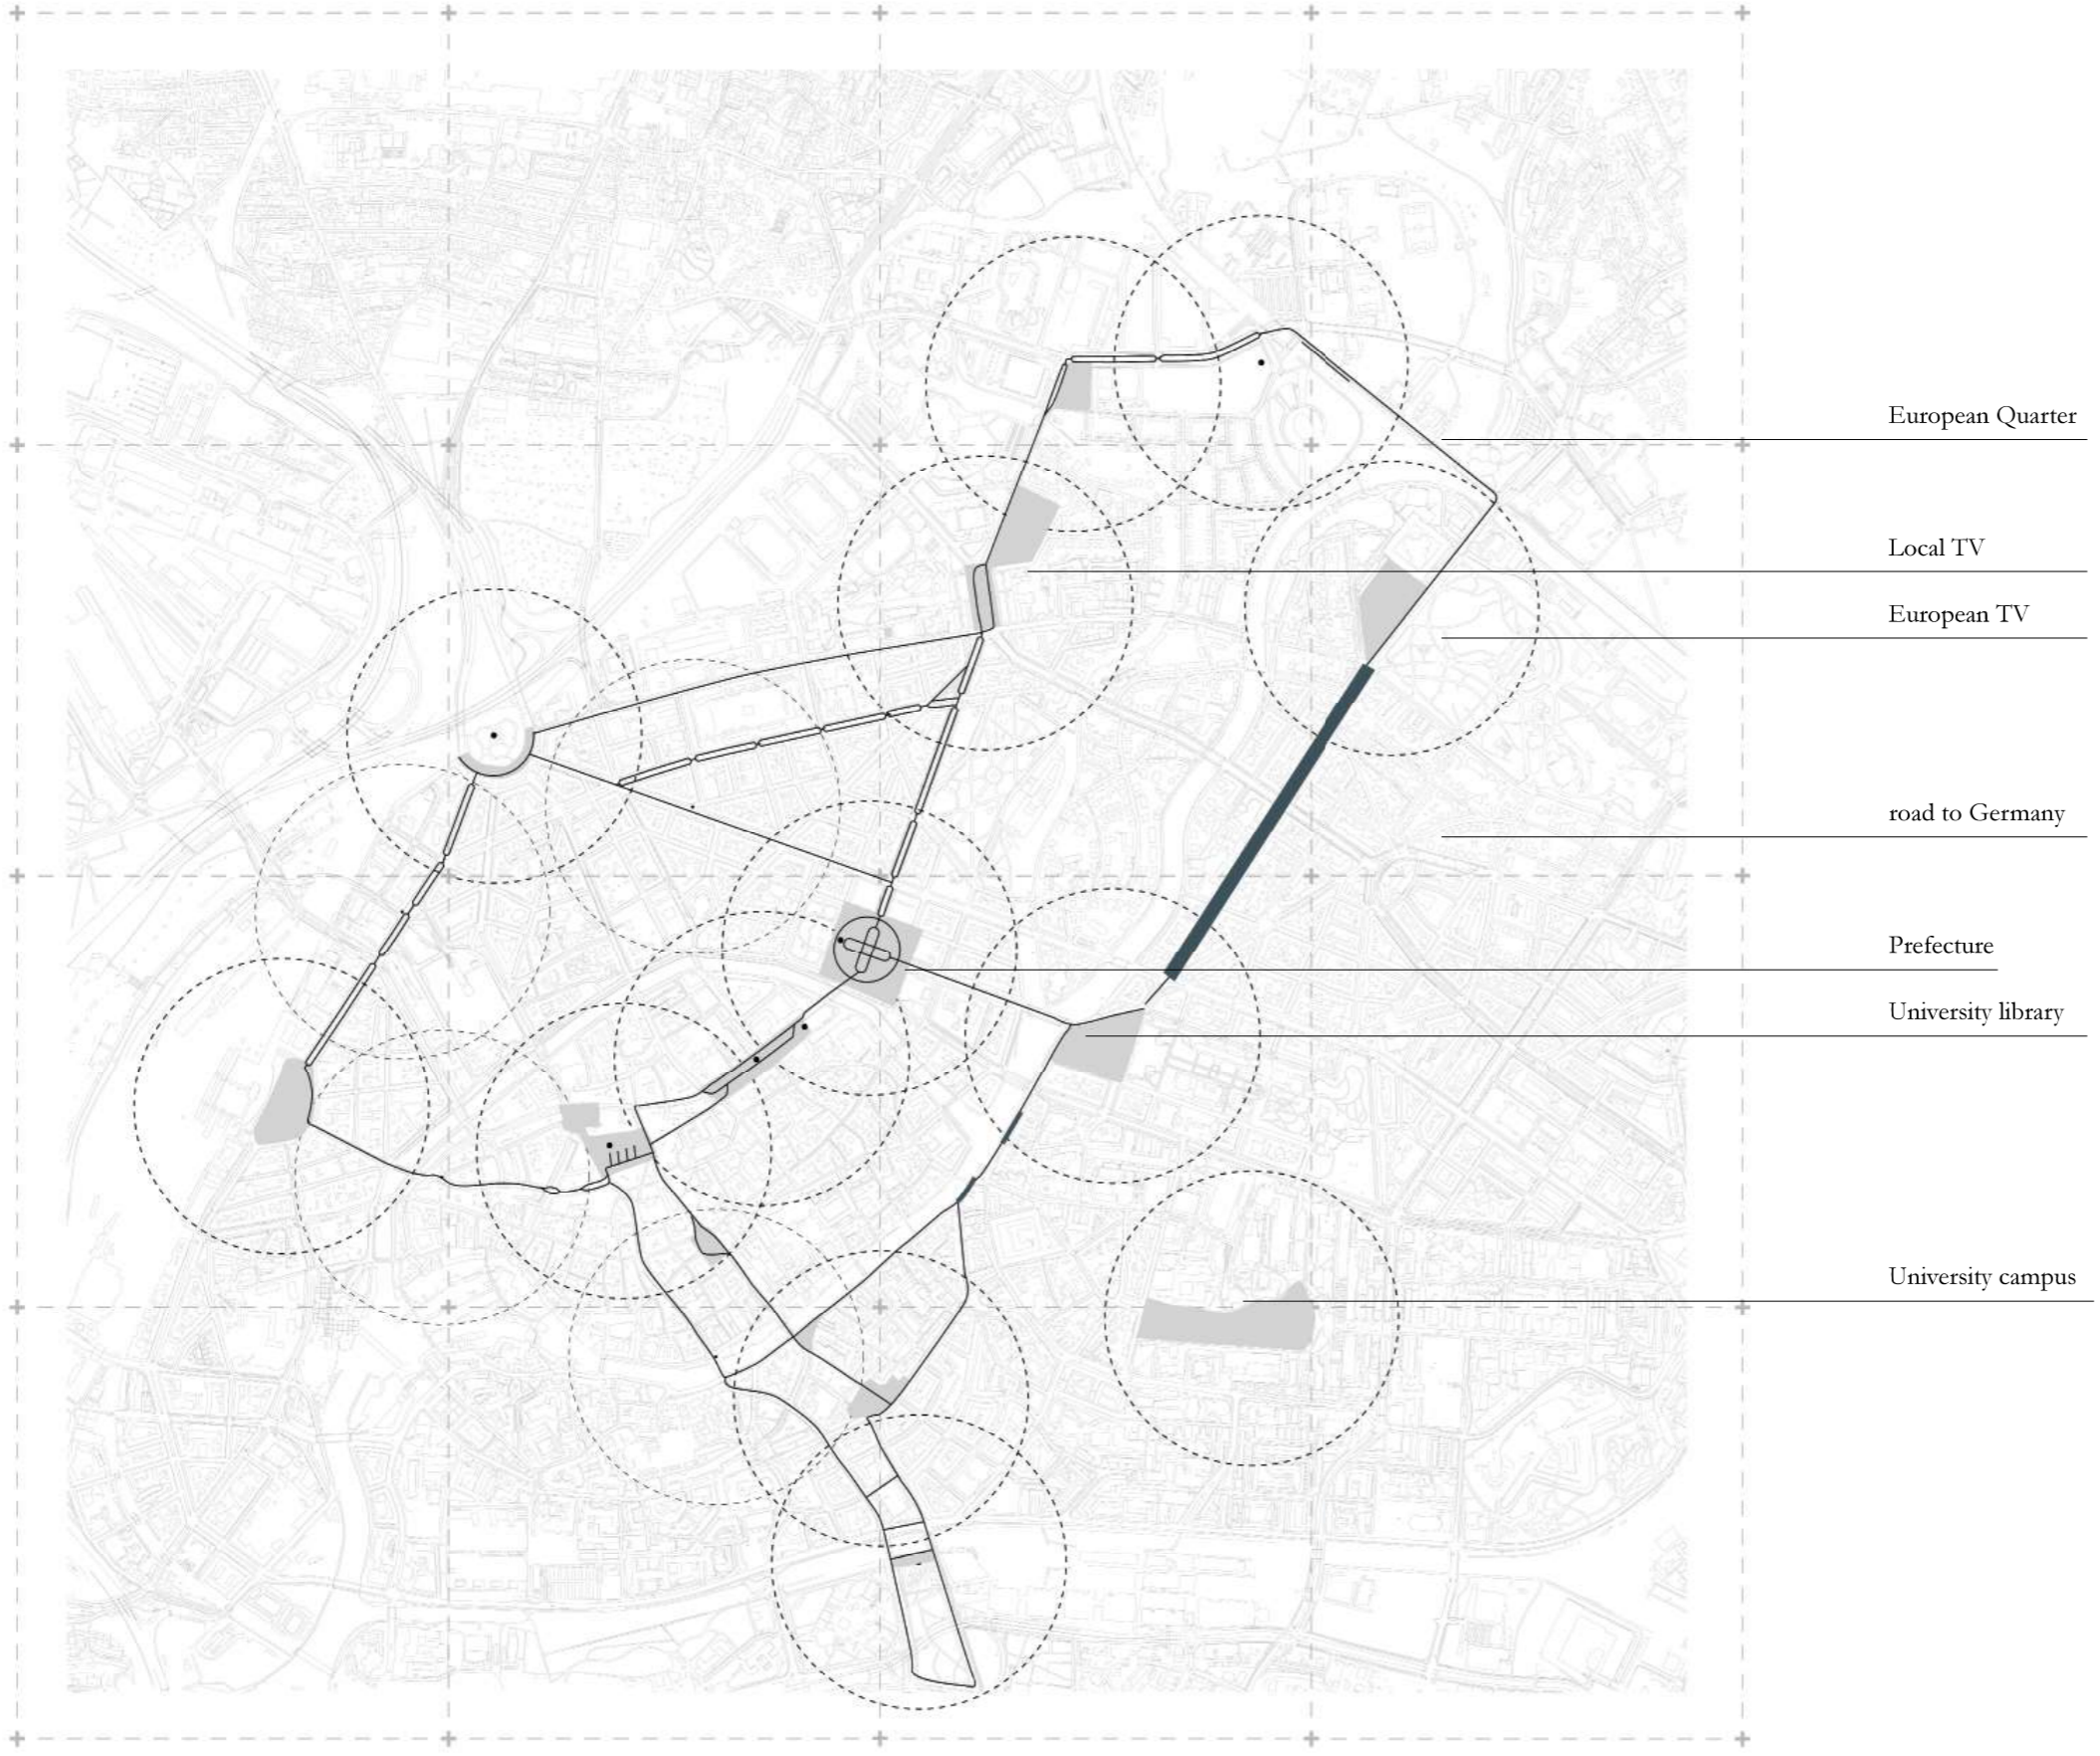 European Quarter
Local TV
European TV
road to Germany
Prefecture
University library
University campus